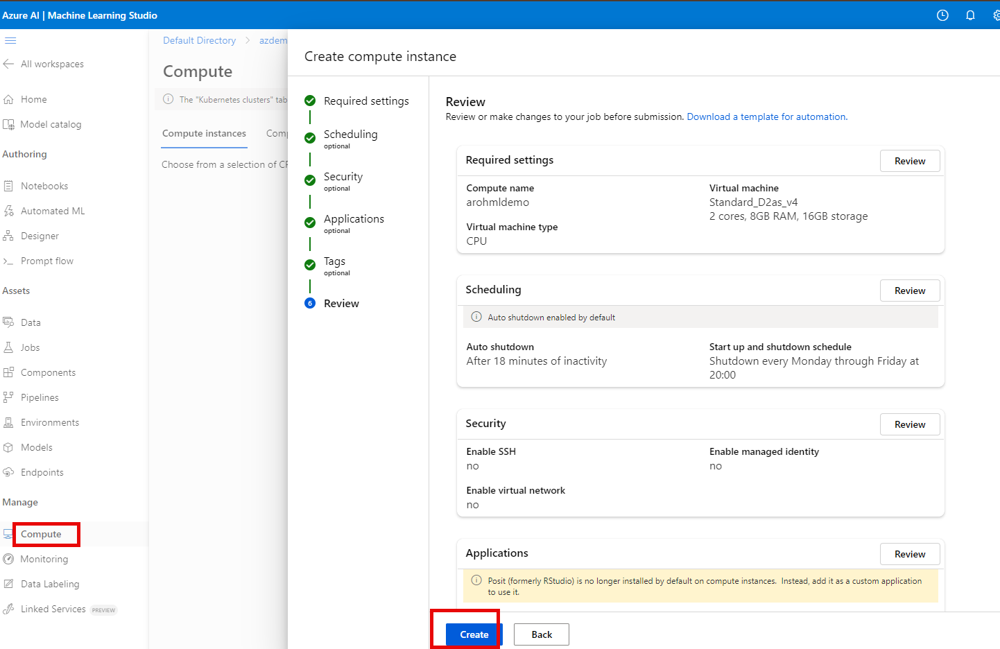 Azure AI | Machine Learning Studio
All workspaces
Home
Model catalog
Authoring
Notebooks
Automated ML
Designer
Prompt flow
Assets
Data
Jobs
Components
Pipelines
Environments
Models
Endpoints
Manage
Compute
Monitoring
Data Labeling
Linked Services PREVIEW
Default Directory > azdem
Compute
The "Kubernetes clusters" tab
Compute instances Comp
Choose from a selection of CP
Create compute instance
Required settings
Scheduling
optional
Security
optional
Applications
optional
Tags
optional
6 Review
Review
Review or make changes to your job before submission. Download a template for automation.
Required settings Review
Compute name
arohmldemo
Virtual machine type
CPU
Virtual machine
Standard_D2as_v4
2 cores, 8GB RAM, 16GB storage
Scheduling Review
Auto shutdown enabled by default
Auto shutdown
After 18 minutes of inactivity
Start up and shutdown schedule
Shutdown every Monday through Friday at
20:00
Security Review
Enable SSH
no
Enable managed identity
no
Enable virtual network
no
Applications Review
Posit (formerly RStudio) is no longer installed by default on compute instances. Instead, add it as a custom application
to use it.
Create Back